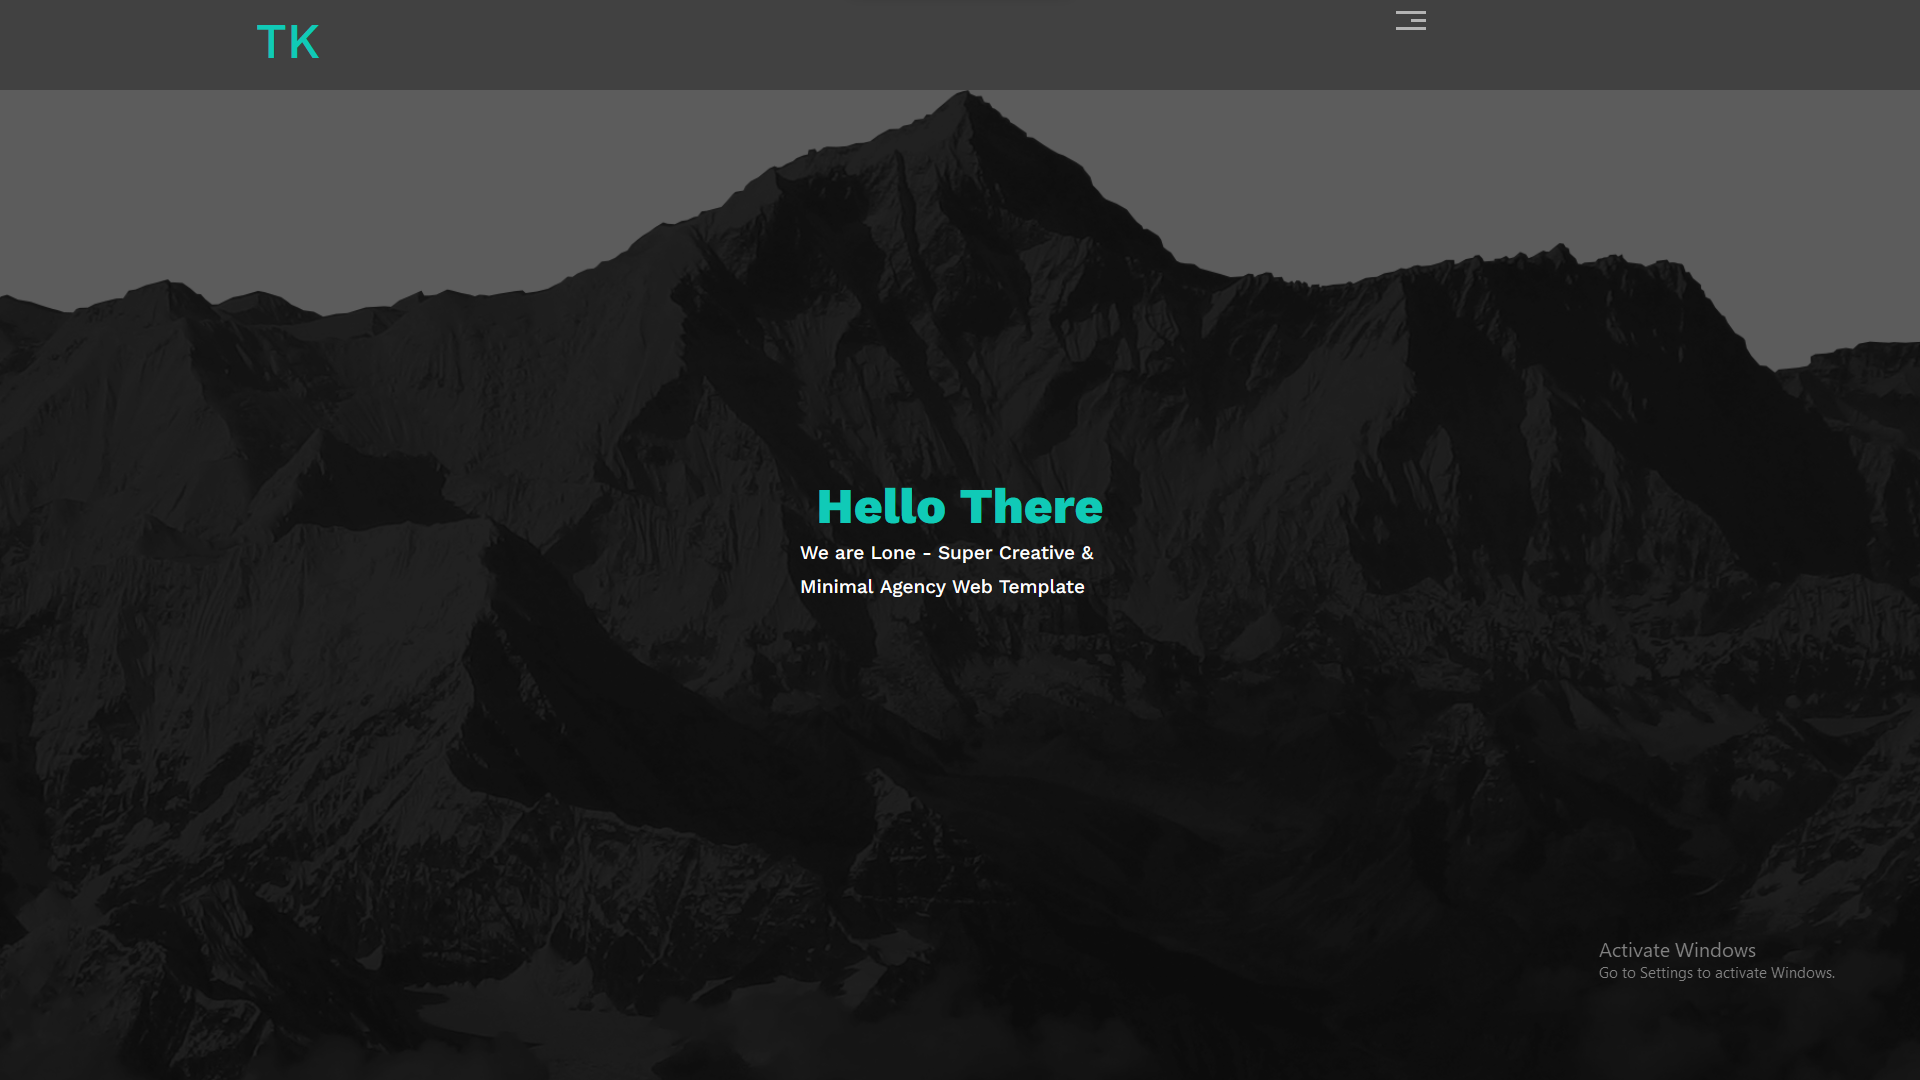 TK
Hello There
We are Lone - Super Creative &
Minimal Agency Web Template
Activate Windows
Go to Settings to activate Windows.